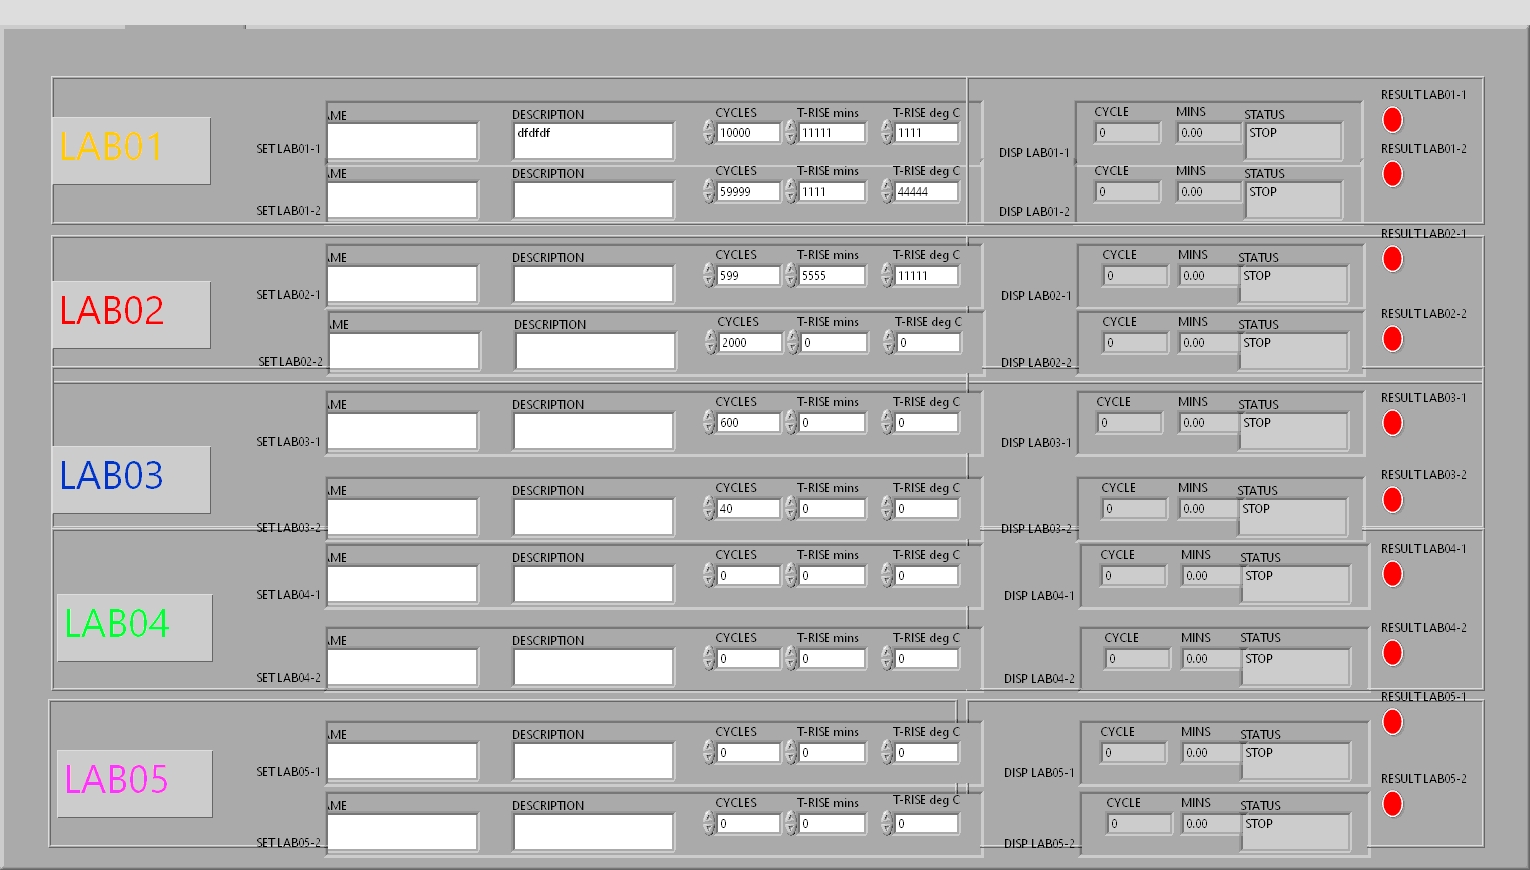 RESULT LAB01-1
AME DESCRIPTION CYCLES T-RISE mins T-RISE deg C CYCLE MINS STATUS
LAB01 SET LAB01-1 dfdfdf 10000 11111 1111 DISP LAB01-1 0 0.00 STOP
RESULT LAB01-2
AME DESCRIPTION CYCLES T-RISE mins T-RISE deg C CYCLE MINS STATUS
SET LAB01-2 59999 1111 44444 DISP LAB01-2 0 0.00 STOP
RESULT LAB02-1
AME DESCRIPTION CYCLES T-RISE mins T-RISE deg C CYCLE MINS STATUS
LAB02 SET LAB02-1 599 5555 11111 DISP LAB02-1 0 0.00 STOP
RESULT LAB02-2
AME DESCRIPTION CYCLES T-RISE mins T-RISE deg C CYCLE MINS STATUS
SET LAB02-2 2000 0 0 DISP LAB02-2 0 0.00 STOP
RESULT LAB03-1
AME DESCRIPTION CYCLES T-RISE mins T-RISE deg C CYCLE MINS STATUS
LAB03 SET LAB03-1 600 0 0 DISP LAB03-1 0 0.00 STOP
RESULT LAB03-2
AME DESCRIPTION CYCLES T-RISE mins T-RISE deg C CYCLE MINS STATUS
SET LAB03-2 40 0 0 DISP LAB03-2 0 0.00 STOP
RESULT LAB04-1
AME DESCRIPTION CYCLES T-RISE mins T-RISE deg C CYCLE MINS STATUS
LAB04 SET LAB04-1 0 0 0 DISP LAB04-1 0 0.00 STOP
RESULT LAB04-2
AME DESCRIPTION CYCLES T-RISE mins T-RISE deg C CYCLE MINS STATUS
SET LAB04-2 0 0 0 DISP LAB04-2 0 0.00 STOP
RESULT LAB05-1
AME DESCRIPTION CYCLES T-RISE mins T-RISE deg C CYCLE MINS STATUS
LAB05 SET LAB05-1 0 0 0 DISP LAB05-1 0 0.00 STOP
RESULT LAB05-2
AME DESCRIPTION CYCLES T-RISE mins T-RISE deg C CYCLE MINS STATUS
SET LAB05-2 0 0 0 DISP LAB05-2 0 0.00 STOP